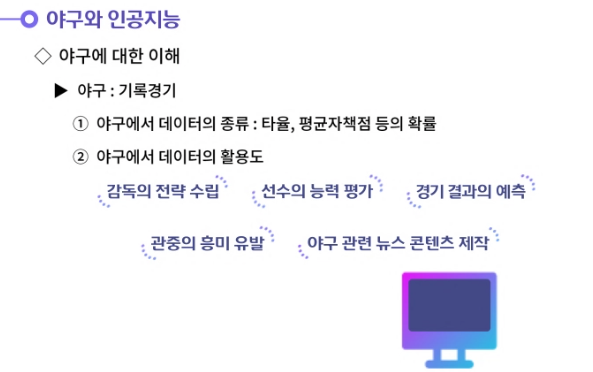 야구와 인공지능
◇ 야구에 대한 이해
▶ 야구 : 기록경기
① 야구에서 데이터의 종류 : 타율, 평균자책점 등의 확률
② 야구에서 데이터의 활용도
감독의 전략 수립 선수의 능력 평가 경기 결과의 예측
관중의 흥미 유발 야구 관련 뉴스 콘텐츠 제작